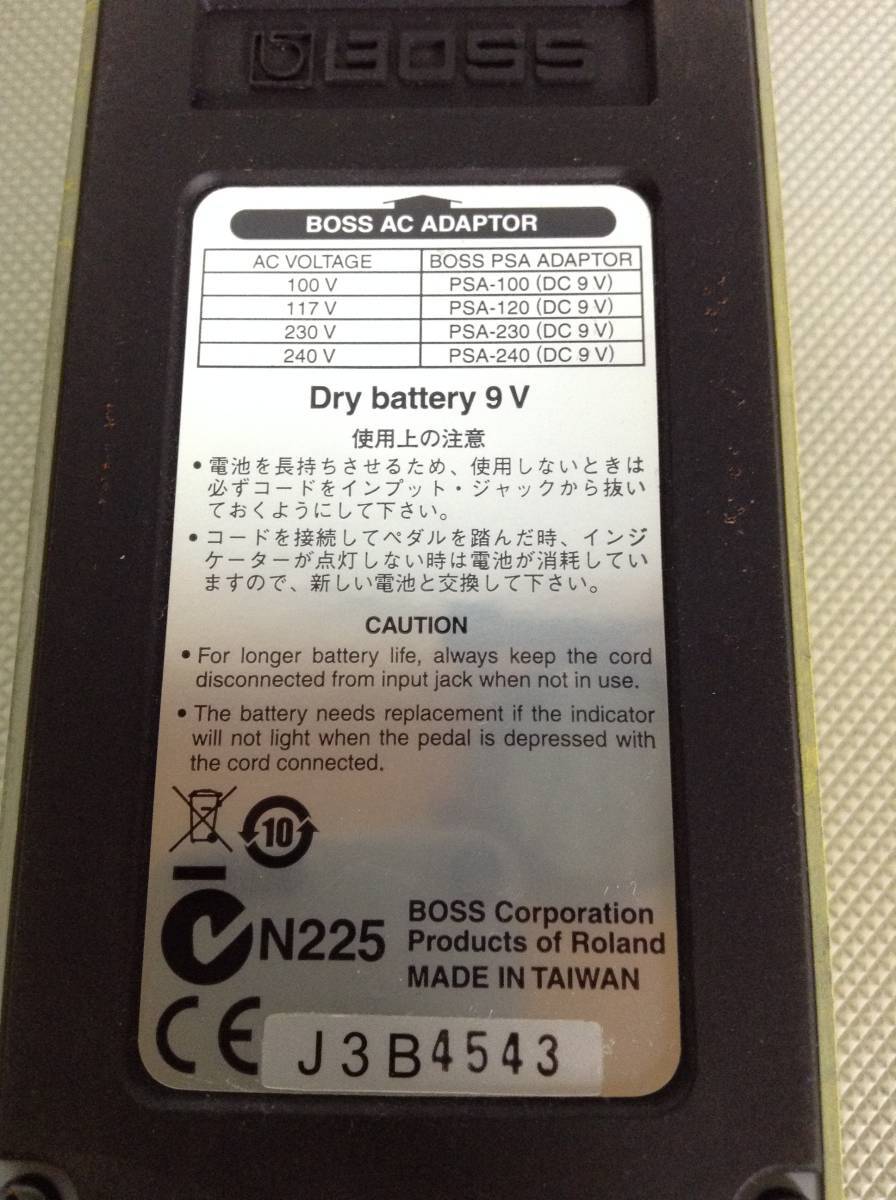 BOSS
BOSS AC ADAPTOR
AC VOLTAGE BOSS PSA ADAPTOR
100 V PSA-100 (DC 9 V)
117 V PSA-120 (DC 9 V)
230 V PSA-230 (DC 9 V)
240 V PSA-240 (DC 9 V)
Dry battery 9 V
使用上の注意
• 電池を長持ちさせるため、使用しないときは
必ずコードをインプット・ジャックから抜い
ておくようにして下さい。
• コードを接続してペダルを踏んだ時、インジ
ケーターが点灯しない時は電池が消耗してい
ますので、新しい電池と交換して下さい。
CAUTION
• For longer battery life, always keep the cord
disconnected from input jack when not in use.
• The battery needs replacement if the indicator
will not light when the pedal is depressed with
the cord connected.
10
N225
BOSS Corporation
Products of Roland
MADE IN TAIWAN
CE
J3B4543